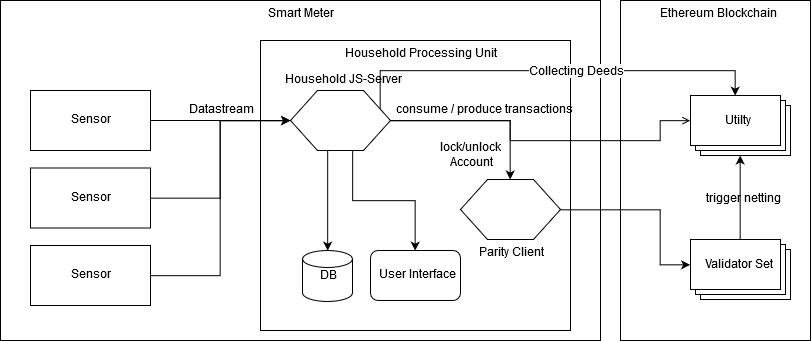 Smart Meter
Ethereum Blockchain
Household Processing Unit
Household JS-Server
Collecting Deeds
Sensor
Datastream
consume / produce transactions
Utilty
lock/unlock
Account
Sensor
trigger netting
Parity Client
Sensor
DB
User Interface
Validator Set